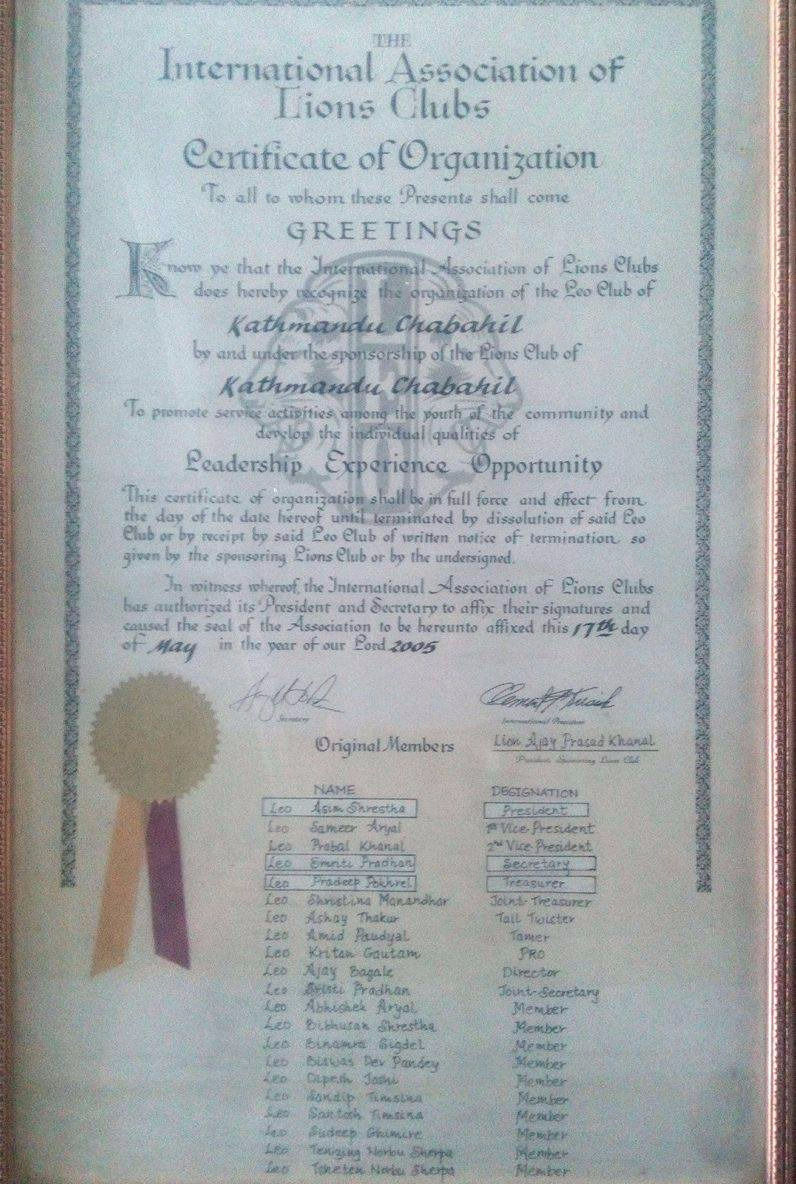 THE
International Association of
Lions Clubs
Certificate of Organization
To all to whom these Presents shall come
GREETINGS
Know ye that the International Association of Lions Clubs
does hereby recognize the organization of the Leo Club of
Kathmandu Chabahil
by and under the sponsorship of the Lions Club of
Kathmandu Chabahil
To promote service activities among the youth of the community and
develop the individual qualities of
Leadership Experience Opportunity
This certificate of organization shall be in full force and effect from
the day of the date hereof until terminated by dissolution of said Leo
Club or by receipt by said Leo Club of written notice of termination so
given by the sponsoring Lions Club or by the undersigned.
In witness whereof, the International Association of Lions Clubs
has authorized its President and Secretary to affix their signatures and
caused the seal of the Association to be hereunto affixed this 17th day
of May in the year of our Lord 2005
Secretary International President
Original Members Lion Ajay Prasad Khanal
President Sponsoring Lions Club
NAME DESIGNATION
Leo Asim Shrestha President
Leo Sameer Aryal 1st Vice President
Leo Prabal Khanal 2nd Vice President
Leo Smriti Pradhan Secretary
Leo Pradeep Pokhrel Treasurer
Leo Shristina Manandhar Joint-Treasurer
Leo Ashay Thakur Tail Twister
Leo Amid Paudyal Tamer
Leo Kritan Gautam PRO
Leo Ajay Bagale Director
Leo Sristi Pradhan Joint-Secretary
Leo Abhishek Aryal Member
Leo Bibhusan Shrestha Member
Leo Binamra Sigdel Member
Leo Biswas Dev Pandey Member
Leo Dipesh Joshi Member
Leo Sandip Timsina Member
Leo Santosh Timsina Member
Leo Sudeep Ghimire Member
Leo Tenzing Norbu Sherpa Member
Leo Tsheten Norbu Sherpa Member